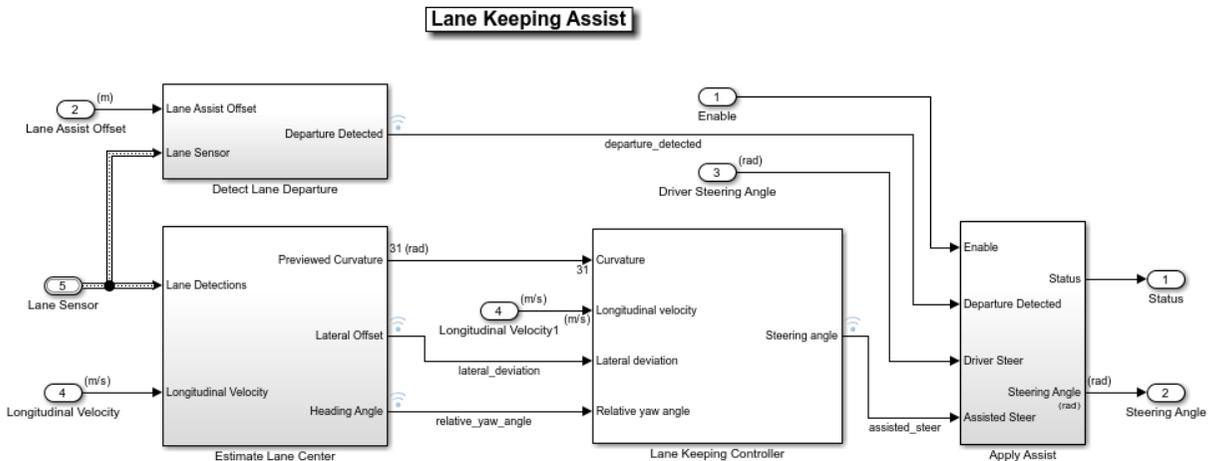 Lane Keeping Assist
2
(m)
Lane Assist Offset
Lane Assist Offset
Lane Sensor
Departure Detected
Detect Lane Departure
departure_detected
1
Enable
3
(rad)
Driver Steering Angle
5
Lane Sensor
4
(m/s)
Longitudinal Velocity
Lane Detections
Longitudinal Velocity
Previewed Curvature
Lateral Offset
Heading Angle
Estimate Lane Center
31 (rad)
31
4
(m/s)
(m/s)
Longitudinal Velocity1
lateral_deviation
relative_yaw_angle
Curvature
Longitudinal velocity
Lateral deviation
Relative yaw angle
Steering angle
Lane Keeping Controller
assisted_steer
Enable
Departure Detected
Driver Steer
Assisted Steer
Status
Steering Angle
(rad)
Apply Assist
1
Status
(rad)
2
Steering Angle